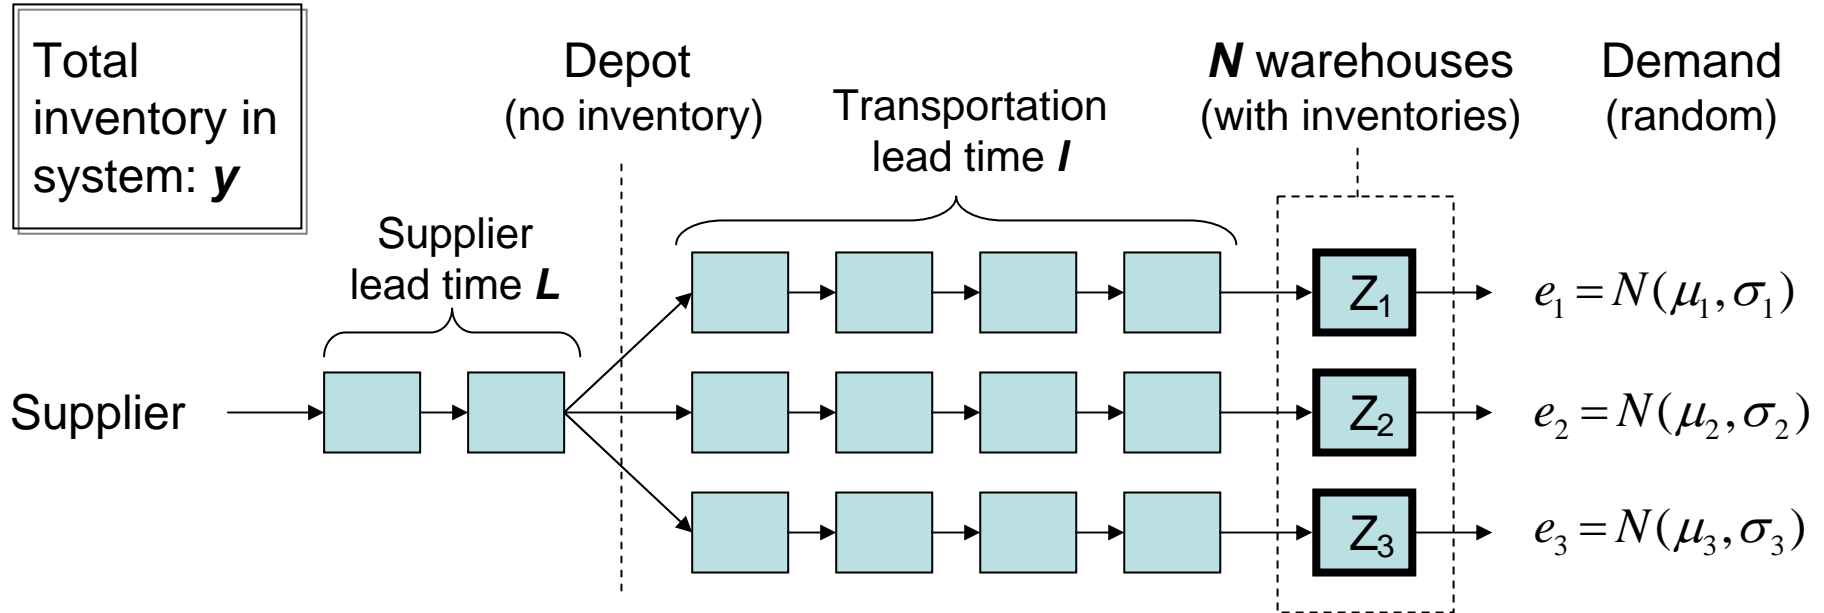 Total
inventory in
system: y
Depot
(no inventory)
Transportation
lead time l
N warehouses
(with inventories)
Demand
(random)
Supplier
lead time L
Supplier
Z₁
e₁ = N(μ₁, σ₁)
Z₂
e₂ = N(μ₂, σ₂)
Z₃
e₃ = N(μ₃, σ₃)